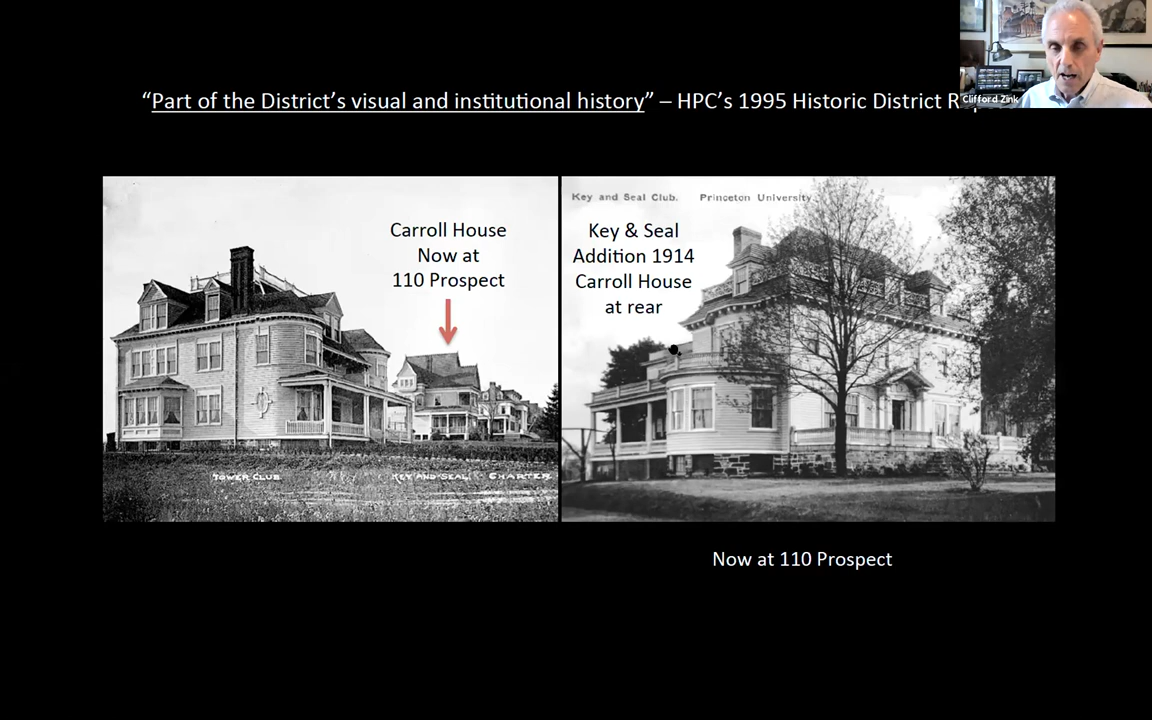 “Part of the District’s visual and institutional history” – HPC’s 1995 Historic District
Clifford Zink
Carroll House
Now at
110 Prospect
TOWER CLUB
KEY AND SEAL - CHARTER
Key and Seal Club. Princeton University
Key & Seal
Addition 1914
Carroll House
at rear
Now at 110 Prospect